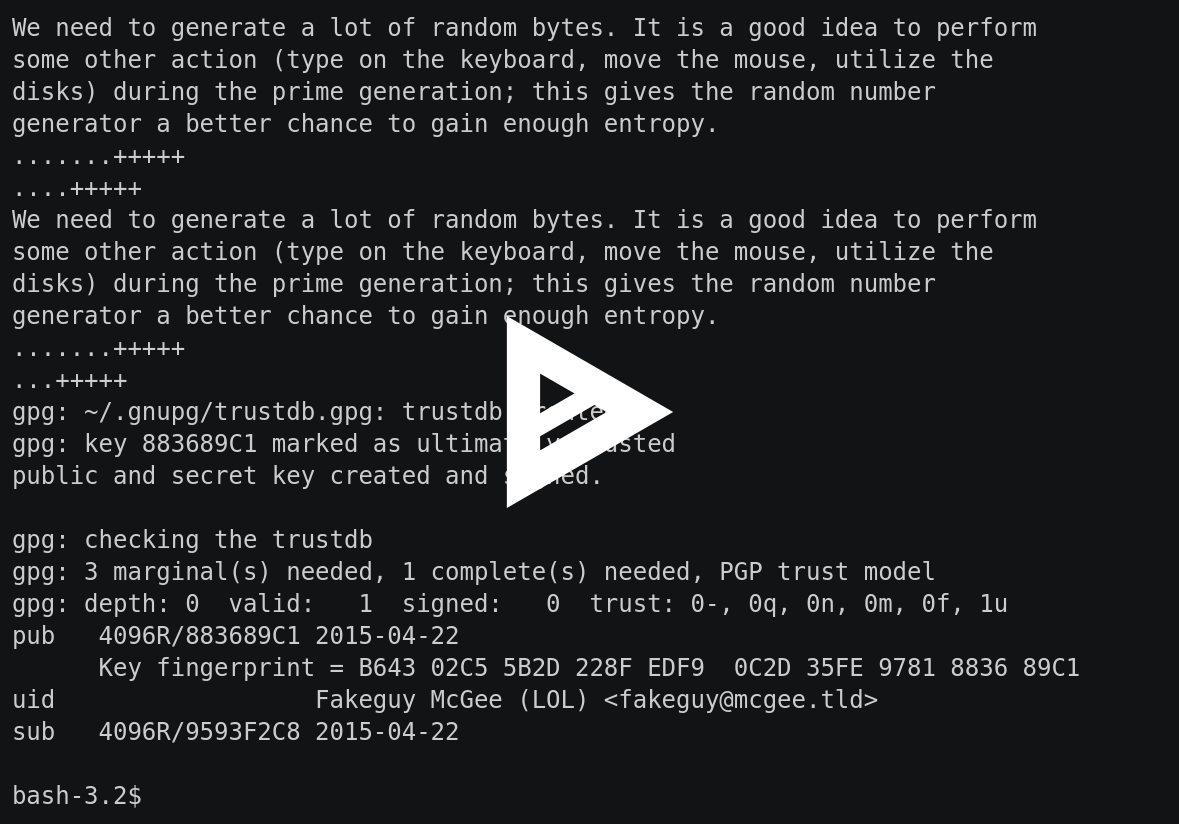 We need to generate a lot of random bytes. It is a good idea to perform
some other action (type on the keyboard, move the mouse, utilize the
disks) during the prime generation; this gives the random number
generator a better chance to gain enough entropy.
.......+++++
....+++++
We need to generate a lot of random bytes. It is a good idea to perform
some other action (type on the keyboard, move the mouse, utilize the
disks) during the prime generation; this gives the random number
generator a better chance to gain enough entropy.
.......+++++
...+++++
gpg: ~/.gnupg/trustdb.gpg: trustdb
gpg: key 883689C1 marked as
public and secret key created and
gpg: checking the trustdb
gpg: 3 marginal(s) needed, 1 complete(s) needed, PGP trust model
gpg: depth: 0  valid:   1  signed:   0  trust: 0-, 0q, 0n, 0m, 0f, 1u
pub   4096R/883689C1 2015-04-22
      Key fingerprint = B643 02C5 5B2D 228F EDF9  0C2D 35FE 9781 8836 89C1
uid                  Fakeguy McGee (LOL) <fakeguy@mcgee.tld>
sub   4096R/9593F2C8 2015-04-22
bash-3.2$